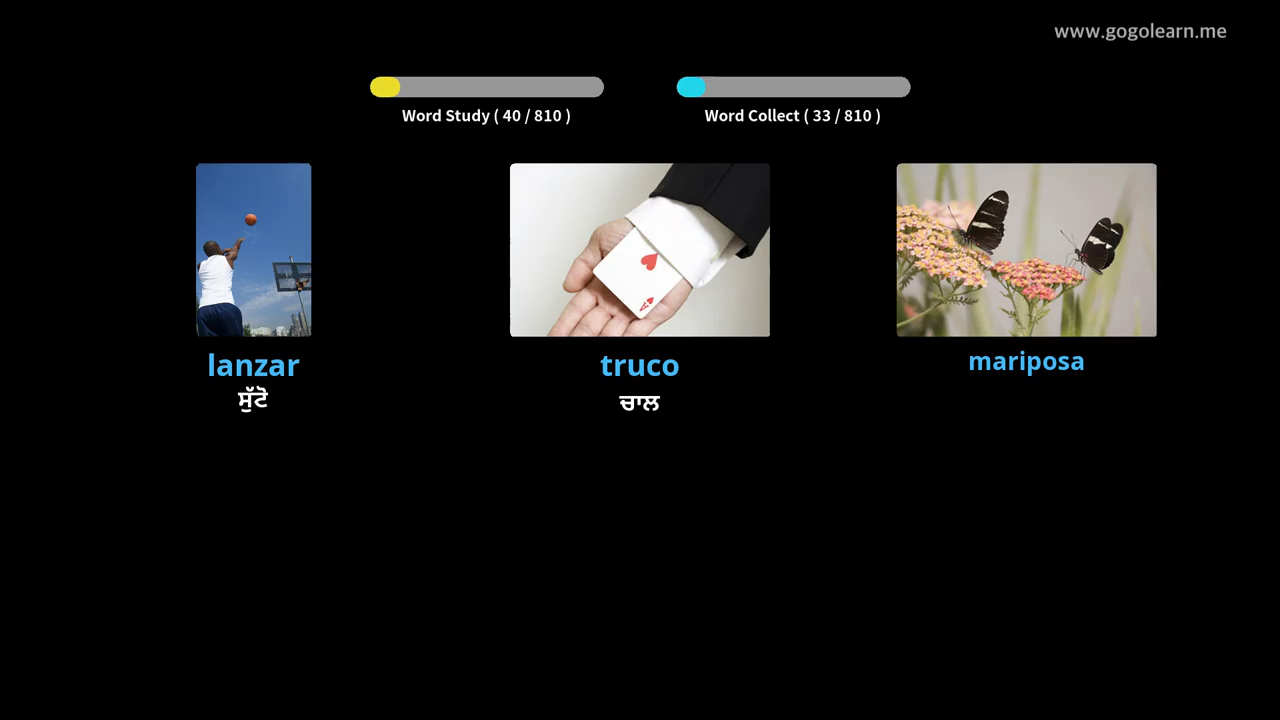 www.gogolearn.me
Word Study ( 40 / 810 )
Word Collect ( 33 / 810 )
lanzar
ਸੁੱਟੋ
truco
ਚਾਲ
mariposa